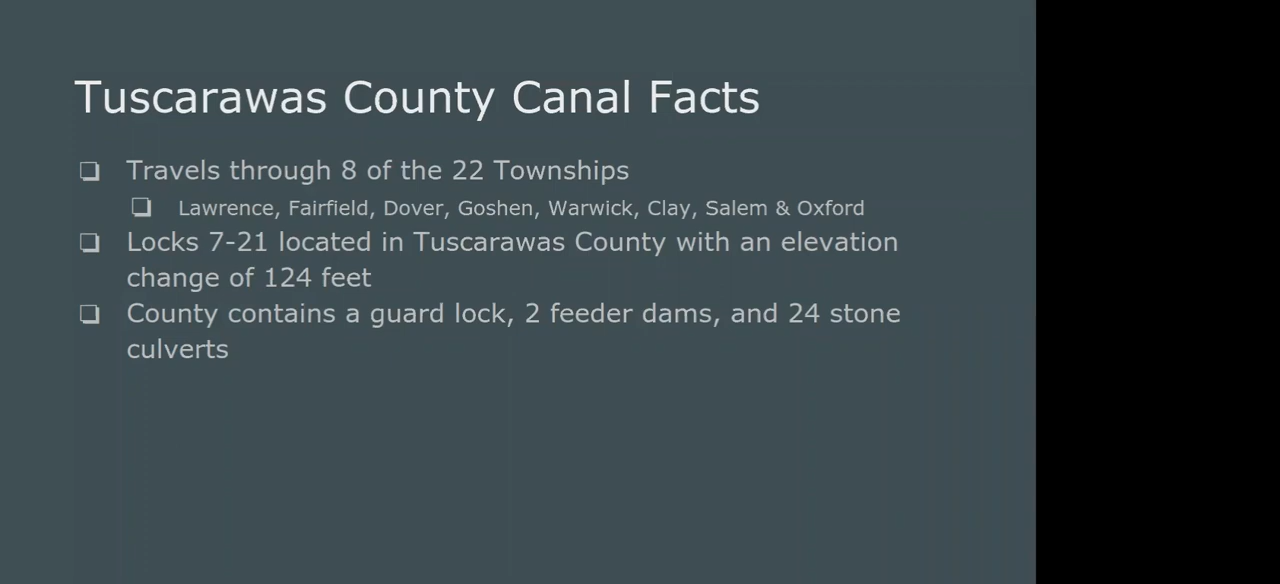 Tuscarawas County Canal Facts
❏ Travels through 8 of the 22 Townships
❏ Lawrence, Fairfield, Dover, Goshen, Warwick, Clay, Salem & Oxford
❏ Locks 7-21 located in Tuscarawas County with an elevation
change of 124 feet
❏ County contains a guard lock, 2 feeder dams, and 24 stone
culverts